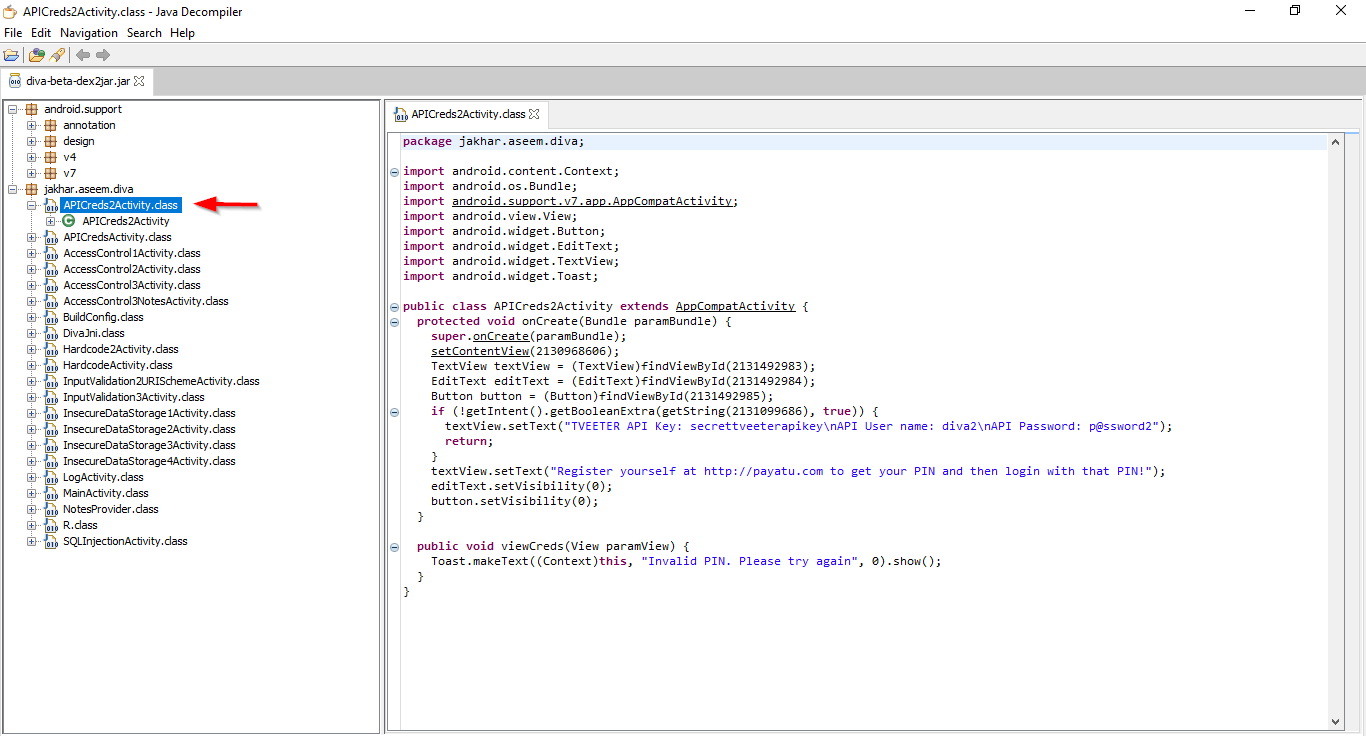 APICreds2Activity.class - Java Decompiler
File Edit Navigation Search Help
diva-beta-dex2jar.jar
android.support
annotation
design
v4
v7
jakhar.aseem.diva
APICreds2Activity.class
APICreds2Activity
APICredsActivity.class
AccessControl1Activity.class
AccessControl2Activity.class
AccessControl3Activity.class
AccessControl3NotesActivity.class
BuildConfig.class
DivaJni.class
Hardcode2Activity.class
HardcodeActivity.class
InputValidation2URISchemeActivity.class
InputValidation3Activity.class
InsecureDataStorage1Activity.class
InsecureDataStorage2Activity.class
InsecureDataStorage3Activity.class
InsecureDataStorage4Activity.class
LogActivity.class
MainActivity.class
NotesProvider.class
R.class
SQLInjectionActivity.class
APICreds2Activity.class
package jakhar.aseem.diva;
import android.content.Context;
import android.os.Bundle;
import android.support.v7.app.AppCompatActivity;
import android.view.View;
import android.widget.Button;
import android.widget.EditText;
import android.widget.TextView;
import android.widget.Toast;
public class APICreds2Activity extends AppCompatActivity {
protected void onCreate(Bundle paramBundle) {
super.onCreate(paramBundle);
setContentView(2130968606);
TextView textView = (TextView)findViewById(2131492983);
EditText editText = (EditText)findViewById(2131492984);
Button button = (Button)findViewById(2131492985);
if (!getIntent().getBooleanExtra(getString(2131099686), true)) {
textView.setText("TVEETER API Key: secrettveeterapikey\nAPI User name: diva2\nAPI Password: p@ssword2");
return;
}
textView.setText("Register yourself at http://payatu.com to get your PIN and then login with that PIN!");
editText.setVisibility(0);
button.setVisibility(0);
}
public void viewCreds(View paramView) {
Toast.makeText((Context)this, "Invalid PIN. Please try again", 0).show();
}
}